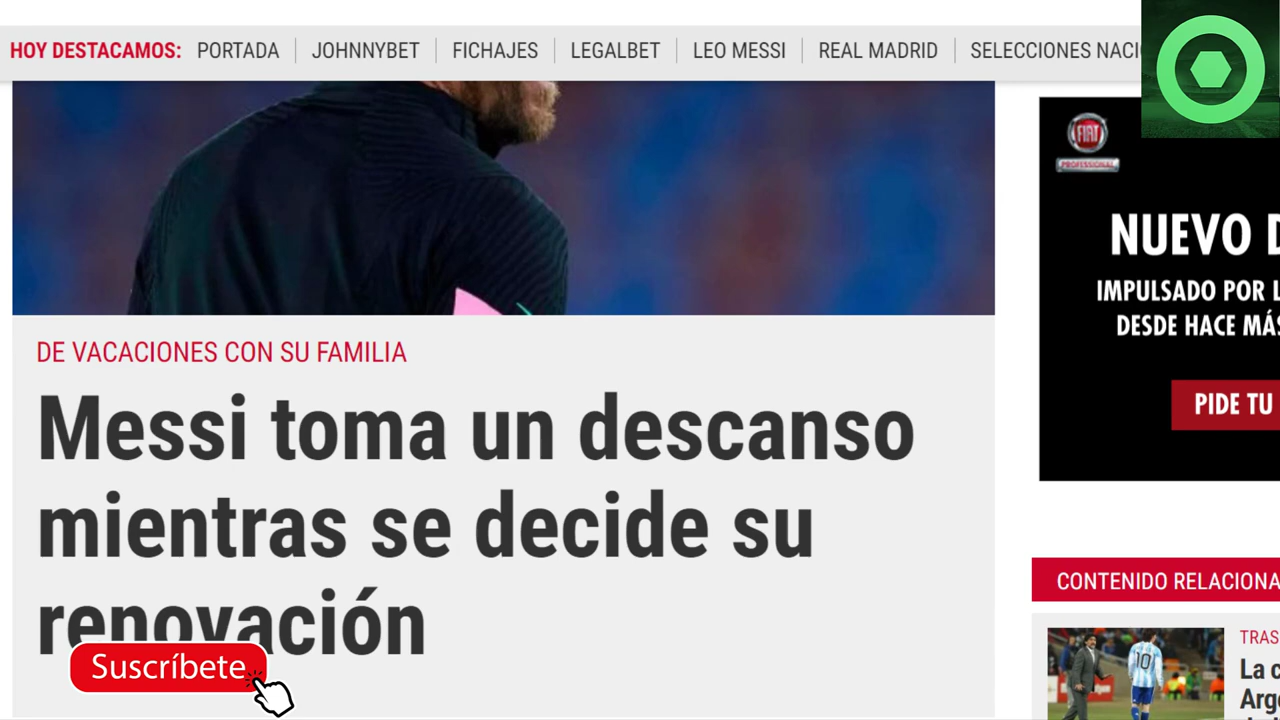 HOY DESTACAMOS: PORTADA JOHNNYBET FICHAJES LEGALBET LEO MESSI REAL MADRID SELECCIONES NACI
FIAT
PROFESSIONAL
NUEVO D
IMPULSADO POR L
DESDE HACE MÁS
PIDE TU
DE VACACIONES CON SU FAMILIA
Messi toma un descanso
mientras se decide su
renovación
Suscríbete
CONTENIDO RELACIONA
10
TRAS
La c
Arge